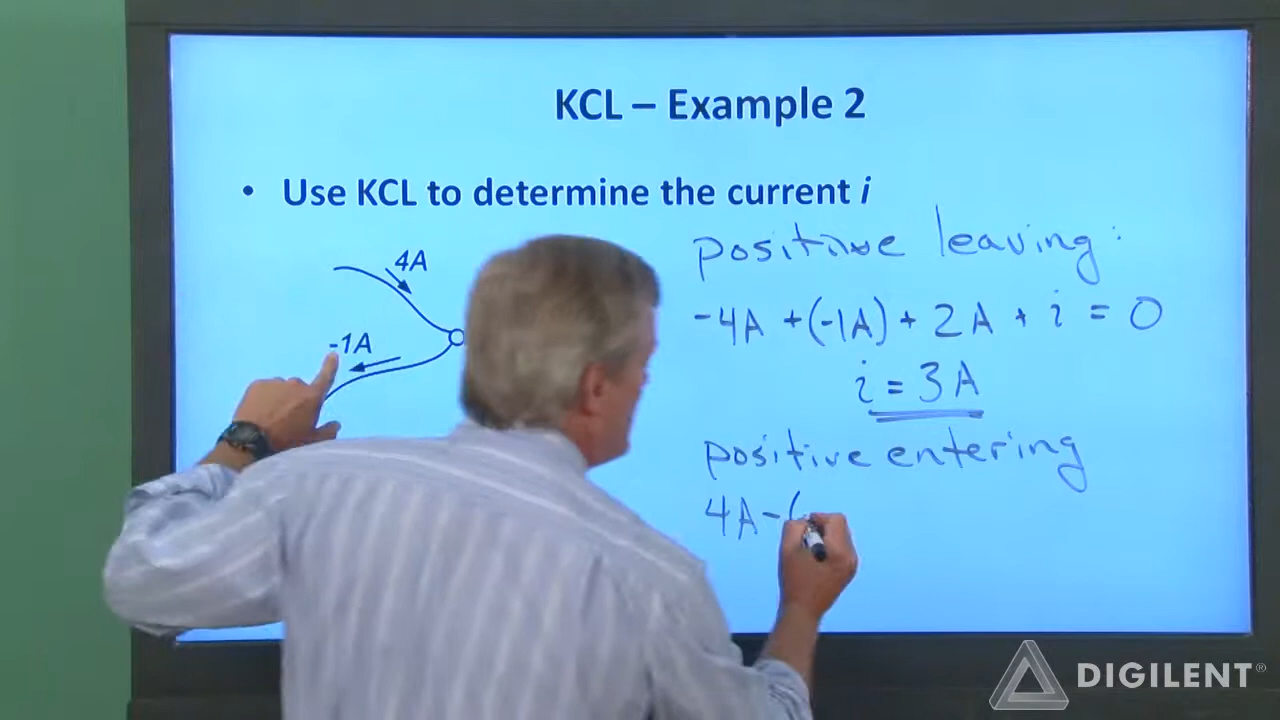 KCL – Example 2
• Use KCL to determine the current i
4A
-1A
positive leaving:
-4A +(-1A) + 2A + i = 0
i = 3A
positive entering
4A-(
DIGILENT®